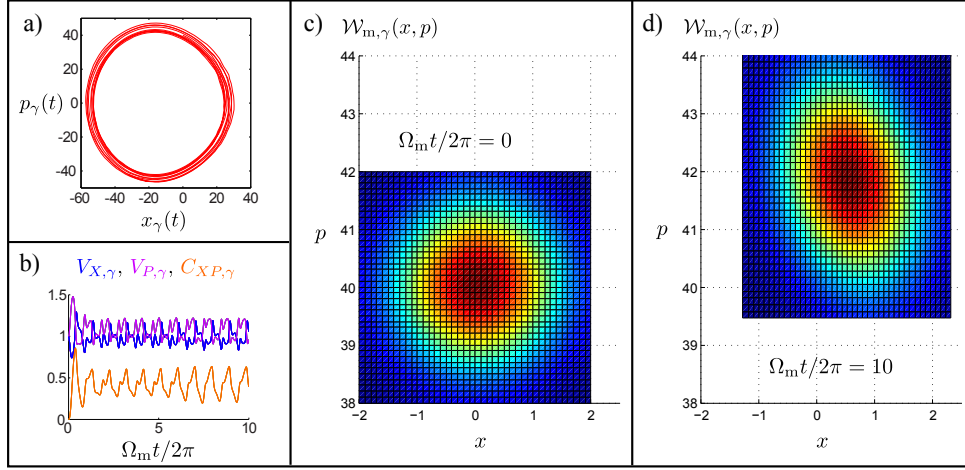 a)
40
20
0
-20
-40
p_γ(t)
-60 -40 -20 0 20 40
x_γ(t)
b)
V_{X,γ}, V_{P,γ}, C_{XP,γ}
1.5
1
0.5
0
0 5 10
Ω_m t/2π
c) W_{m,γ}(x, p)
44
43
42
41
40
39
38
p
Ω_m t/2π = 0
−2 −1 0 1 2
x
d) W_{m,γ}(x, p)
44
43
42
41
40
39
38
p
Ω_m t/2π = 10
−2 −1 0 1 2
x